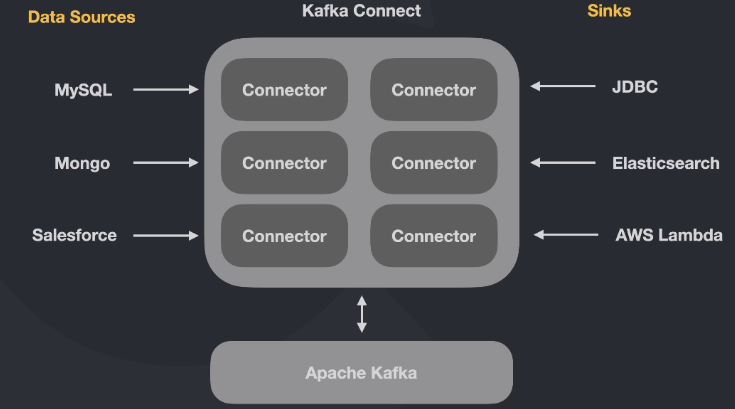 Data Sources
Kafka Connect
Sinks
MySQL
Connector
Connector
JDBC
Mongo
Connector
Connector
Elasticsearch
Salesforce
Connector
Connector
AWS Lambda
Apache Kafka